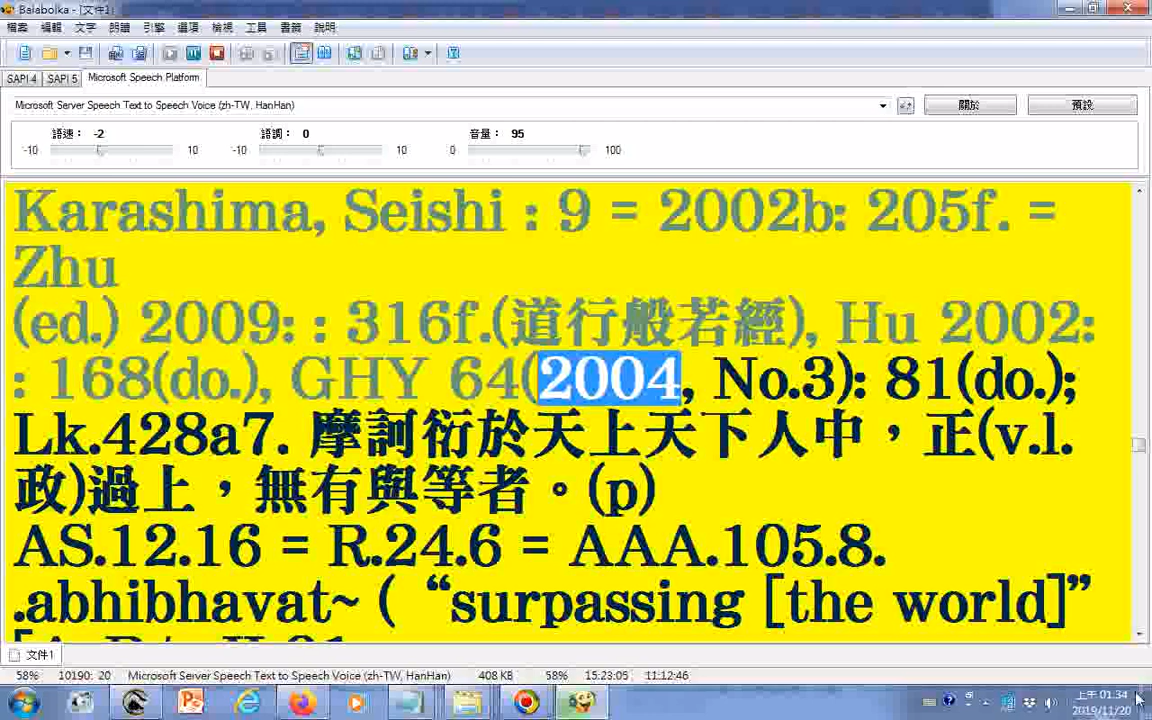 Balabolka - [文件1]
檔案 編輯 文字 朗讀 引擎 選項 檢視 工具 書籤 說明
SAPI 4 SAPI 5 Microsoft Speech Platform
Microsoft Server Speech Text to Speech Voice (zh-TW, HanHan) 關於 預設
語速： -2 語調： 0 音量： 95
-10 10 -10 10 0 100
Karashima, Seishi : 9 = 2002b: 205f. =
Zhu
(ed.) 2009: : 316f.(道行般若經), Hu 2002:
: 168(do.), GHY 64(2004, No.3): 81(do.);
Lk.428a7. 摩訶衍於天上天下人中，正(v.l.
政)過上，無有與等者。(p)
AS.12.16 = R.24.6 = AAA.105.8.
.abhibhavat~ (“surpassing [the world]”
文件1
58% 10190: 20 Microsoft Server Speech Text to Speech Voice (zh-TW, HanHan) 408 KB 58% 15:23:05 11:12:46
上午 01:34
2019/11/20